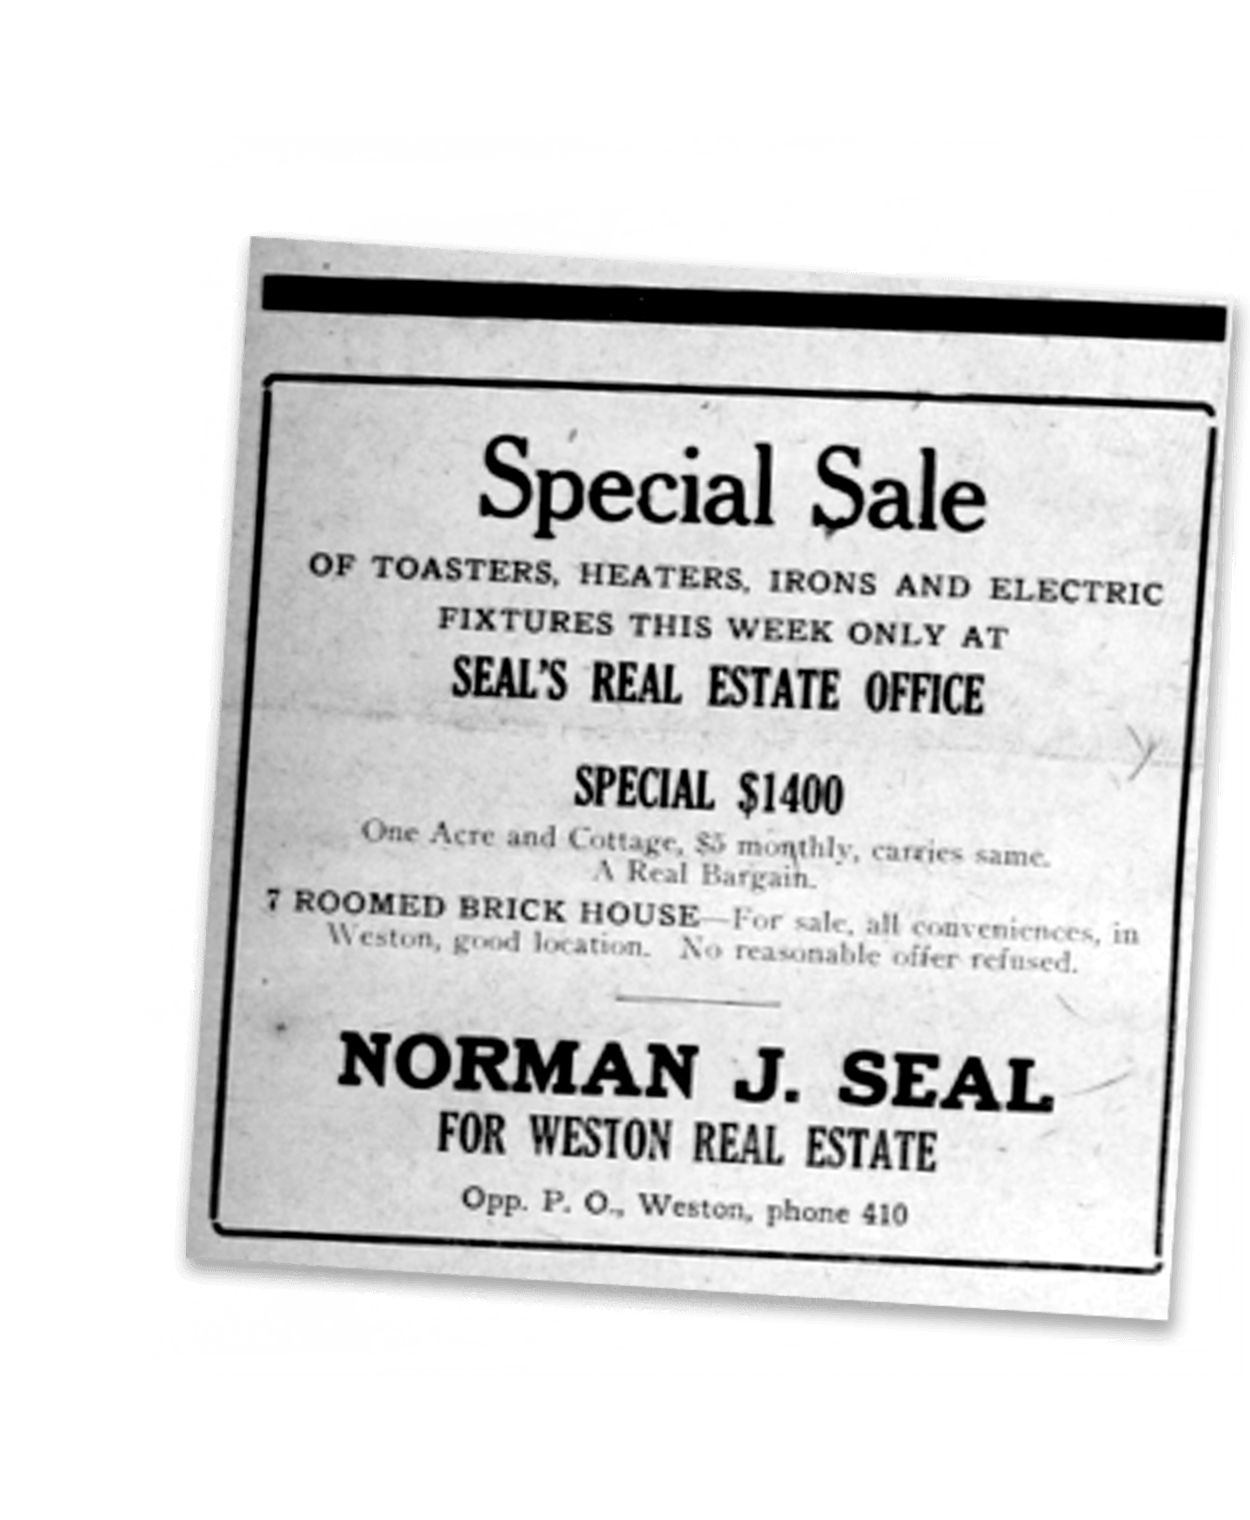 Special Sale
OF TOASTERS, HEATERS, IRONS AND ELECTRIC
FIXTURES THIS WEEK ONLY AT
SEAL'S REAL ESTATE OFFICE
SPECIAL $1400
One Acre and Cottage, $5 monthly, carries same.
A Real Bargain.
7 ROOMED BRICK HOUSE—For sale, all conveniences, in
Weston, good location. No reasonable offer refused.
NORMAN J. SEAL
FOR WESTON REAL ESTATE
Opp. P. O., Weston, phone 410